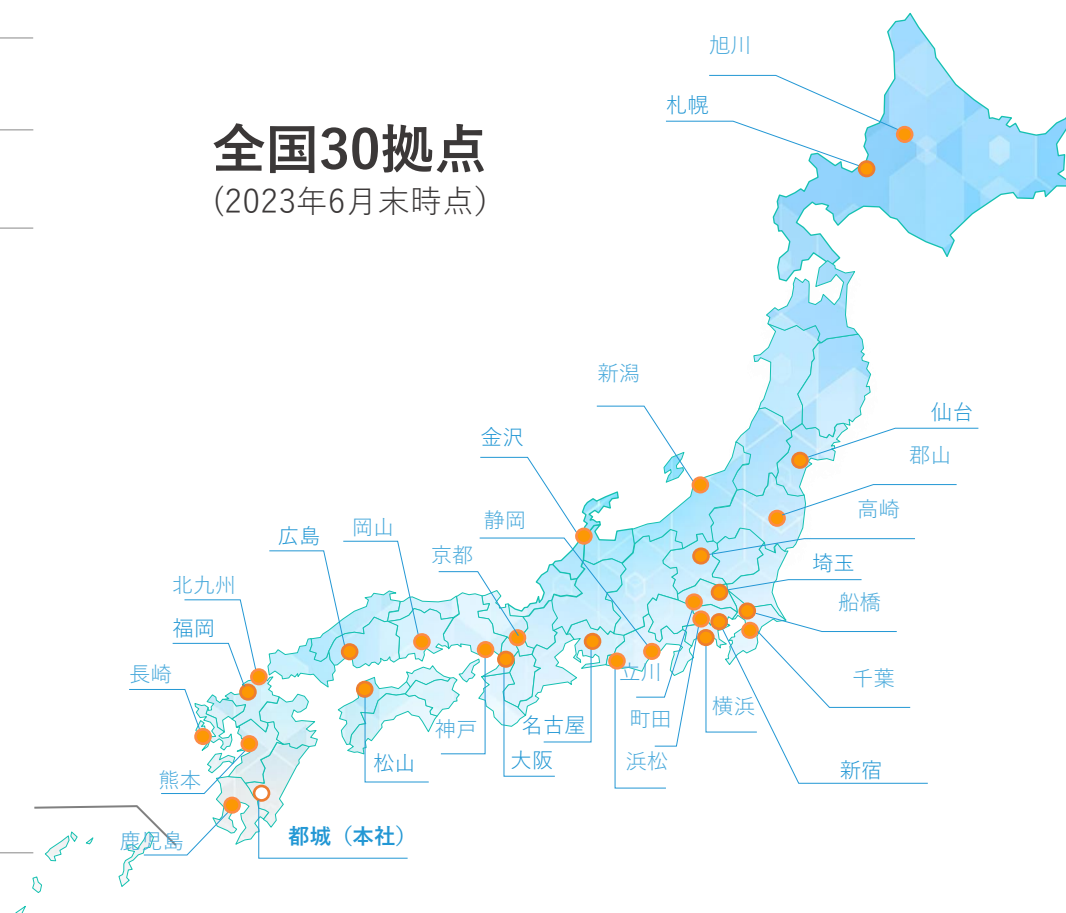 旭川
札幌
全国30拠点
(2023年6月末時点)
新潟
仙台
金沢
郡山
高崎
静岡
岡山
広島
京都
埼玉
北九州
船橋
福岡
長崎
立川
千葉
横浜
町田
名古屋
神戸
浜松
大阪
松山
新宿
熊本
鹿児島
都城（本社）